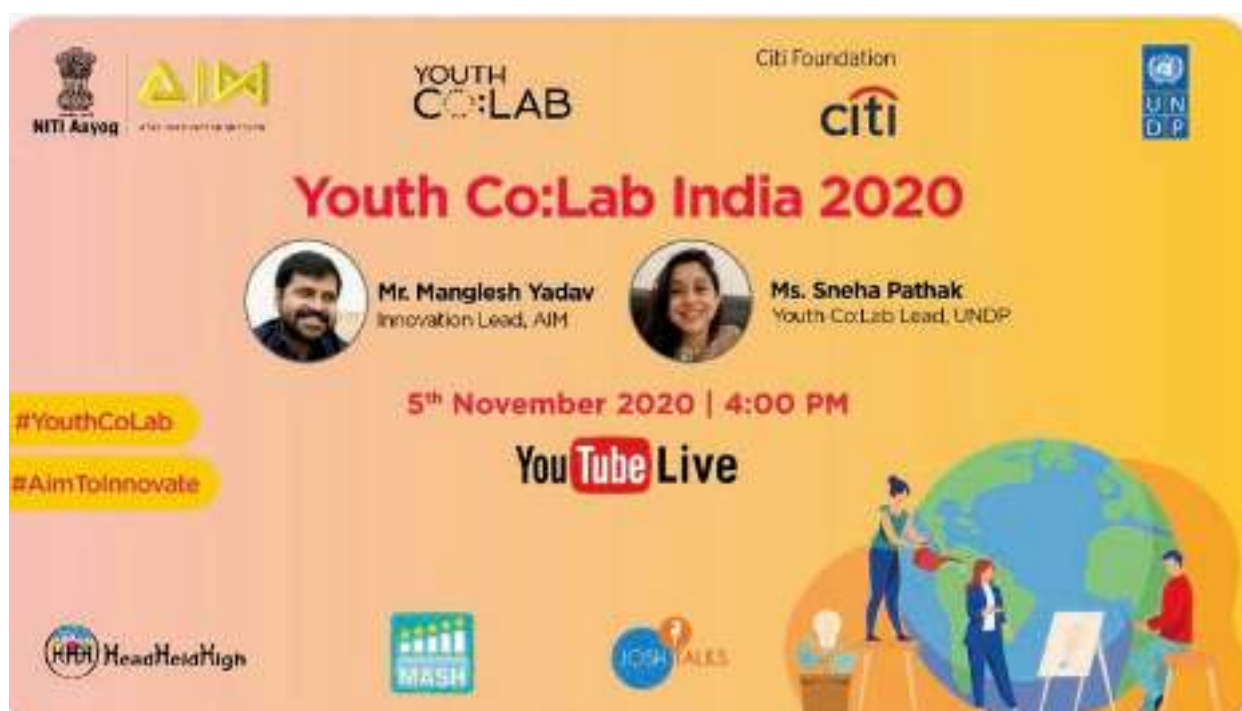 NITI Aayog
AIM
YOUTH
CO:LAB
Citi Foundation
citi
U N
D P
Youth Co:Lab India 2020
Mr. Manglesh Yadav
Innovation Lead, AIM
Ms. Sneha Pathak
Youth Co:Lab Lead, UNDP
5th November 2020 | 4:00 PM
YouTube Live
#YouthCoLab
#AimToInnovate
HHH HeadHeldHigh
MASH
JOSH TALKS